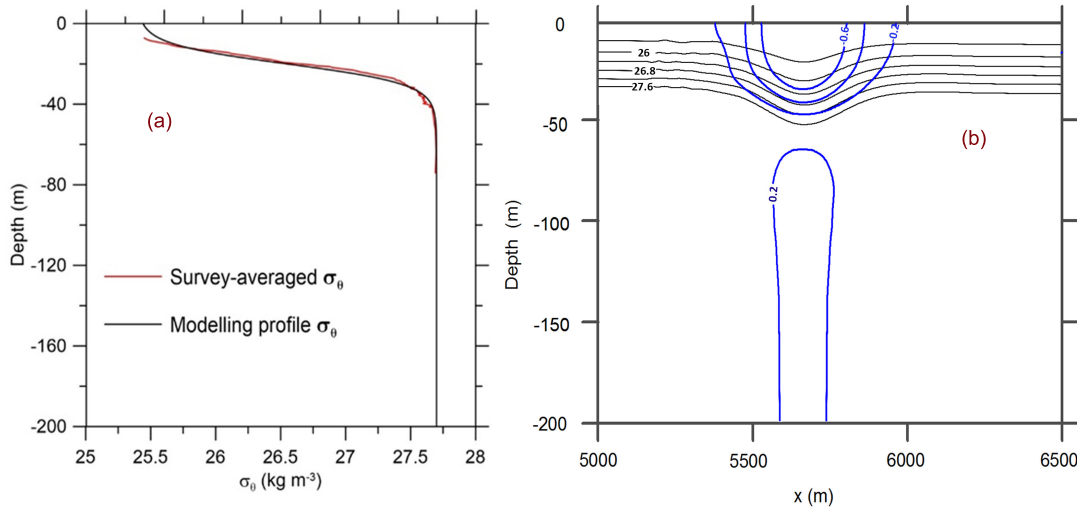 0
-40
-80
-120
-160
-200
Depth (m)
(a)
Survey-averaged σθ
Modelling profile σθ
25 25.5 26 26.5 27 27.5 28
σθ (kg m-3)
0
-50
-100
-150
-200
Depth (m)
26
26.8
27.6
-0.6
-0.2
0.2
(b)
5000 5500 6000 6500
x (m)